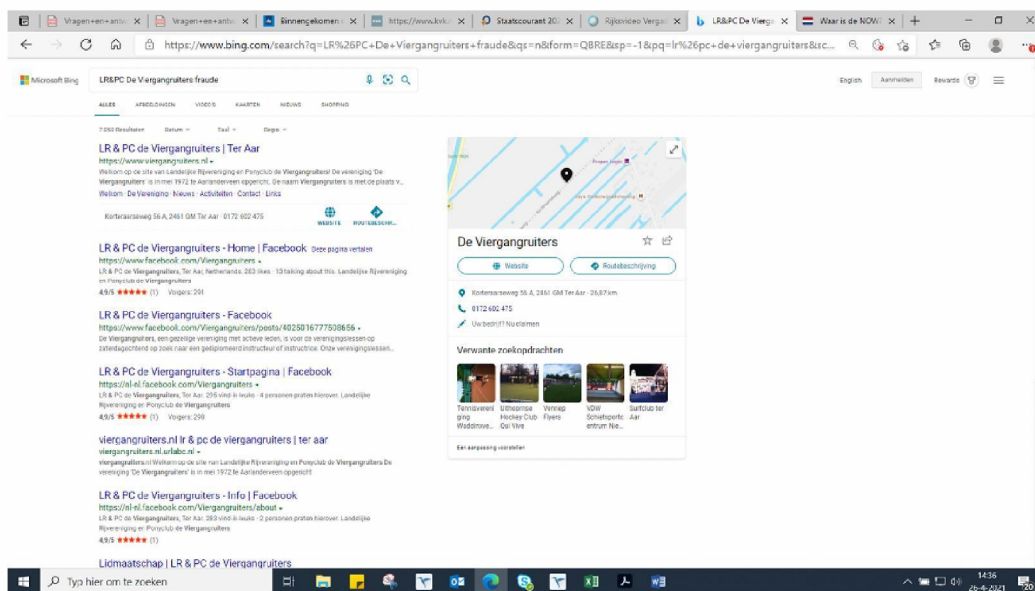 Vragen+en+antw
Vragen+en+antw
Binnengekomen
https://www.kvk.
Staatscourant 202
Rijksvideo Vergad
LR&PC De Vierga
Waar is de NOW
https://www.bing.com/search?q=LR%26PC+De+Viergangruiters+fraude&qs=n&form=QBRE&sp=-1&pq=lr%26pc+de+viergangruiters&sc...
Microsoft Bing
LR&PC De Viergangruiters fraude
English
Aanmelden
Rewards
ALLES
AFBEELDINGEN
VIDEO'S
KAARTEN
NIEUWS
SHOPPING
Resultaten
Datum
Taal
Regio
LR & PC de Viergangruiters | Ter Aar
https://www.viergangruiters.nl
Welkom op de site van Landelijke Rijvereniging en Ponyclub de Viergangruiters! De vereniging 'De
Viergangruiters' is in mei 1972 te Aarlanderveen opgericht. De naam Viergangruiters is met de plaats v...
Welkom · De Vereniging · Nieuws · Activiteiten · Contact · Links
Korteraarseweg 56 A, 2461 GM Ter Aar · 0172 602 475
WEBSITE
ROUTEBESCHR...
LR & PC de Viergangruiters - Home | Facebook Deze pagina vertalen
https://www.facebook.com/Viergangruiters
LR & PC de Viergangruiters, Ter Aar, Netherlands. 283 likes · 13 talking about this. Landelijke Rijvereniging
en Ponyclub de Viergangruiters
4,9/5 (1) Volgers: 291
LR & PC de Viergangruiters - Facebook
https://www.facebook.com/Viergangruiters/posts/4025016777508656
De Viergangruiters, een gezellige vereniging met actieve leden, is voor de verenigingslessen op
zaterdagochtend op zoek naar een gediplomeerd instructeur of instructrice. Onze verenigingslessen...
LR & PC de Viergangruiters - Startpagina | Facebook
https://nl-nl.facebook.com/Viergangruiters
LR & PC de Viergangruiters, Ter Aar. 295 vind-ik-leuks · 4 personen praten hierover. Landelijke
Rijvereniging en Ponyclub de Viergangruiters
4,9/5 (1) Volgers: 290
viergangruiters.nl lr & pc de viergangruiters | ter aar
viergangruiters.nl.urlabc.nl
viergangruiters.nl Welkom op de site van Landelijke Rijvereniging en Ponyclub de Viergangruiters De
vereniging 'De Viergangruiters' is in mei 1972 te Aarlanderveen opgericht
LR & PC de Viergangruiters - Info | Facebook
https://nl-nl.facebook.com/Viergangruiters/about
LR & PC de Viergangruiters, Ter Aar. 283 vind-ik-leuks · 2 personen praten hierover. Landelijke
Rijvereniging en Ponyclub de Viergangruiters
4,9/5 (1)
Lidmaatschap | LR & PC de Viergangruiters
De Viergangruiters
Website
Routebeschrijving
Korteraarseweg 56 A, 2461 GM Ter Aar · 26,87 km
0172 602 475
Uw bedrijf? Nu claimen
Verwante zoekopdrachten
Tennisvereni
ging
Waddinxve...
Uithoornse
Hockey Club
Qui Vive
Vennep
Flyers
VDW
Schietsportc
entrum Nie...
Surfclub ter
Aar
Een aanpassing voorstellen
Typ hier om te zoeken
14:36
26-4-2021
20